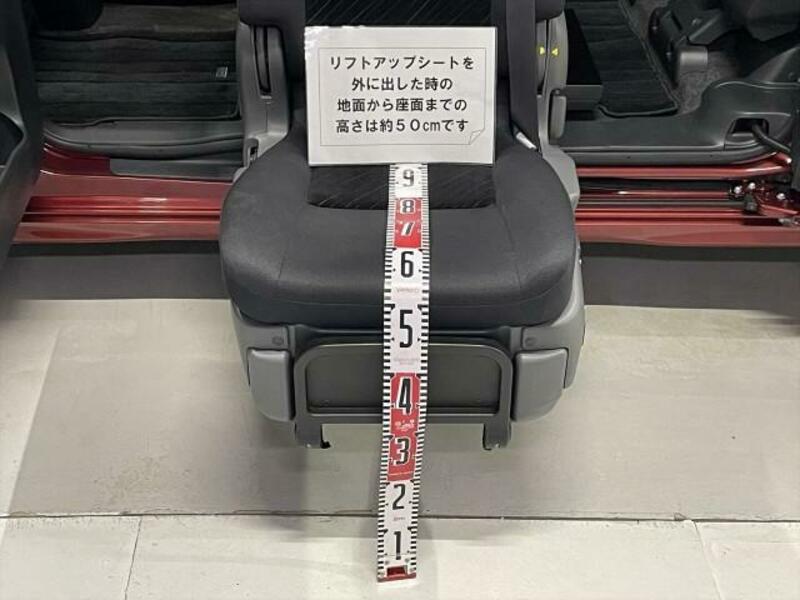 リフトアップシートを
外に出した時の
地面から座面までの
高さは約50cmです
9
8
7
6
5
4
3
2
1